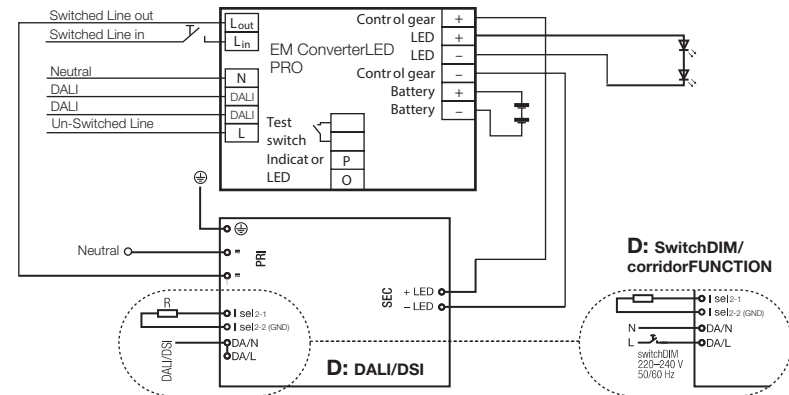 Switched Line out
Switched Line in
Neutral
DALI
DALI
Un-Switched Line
Lout
Lin
N
DALI
DALI
L
EM ConverterLED
PRO
Test
switch
Indicat or
LED
P
O
Control gear +
LED +
LED –
Control gear –
Battery +
Battery –
Neutral
PRI
SEC
+ LED
– LED
R
I sel2-1
I sel2-2 (GND)
DA/N
DA/L
DALI/DSI
D: DALI/DSI
D: SwitchDIM/
corridorFUNCTION
I sel2-1
I sel2-2 (GND)
N
DA/N
L
DA/L
switchDIM
220–240 V
50/60 Hz